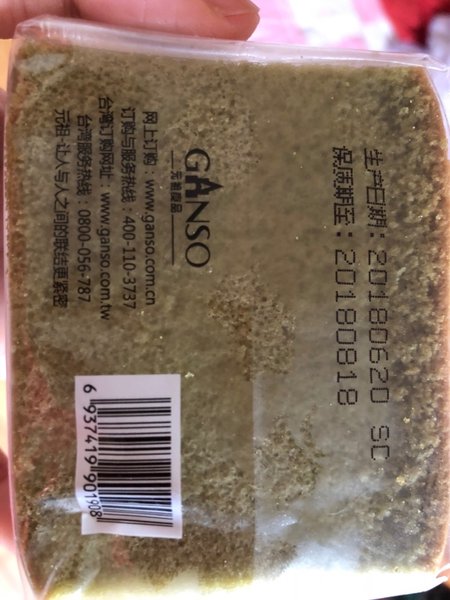 生产日期：20180620 SC
保质期至：20180818
GANSO
元祖食品
网上订购：www.ganso.com.cn
订购与服务热线：400-110-3737
台湾订购网址：www.ganso.com.tw
台湾服务热线：0800-056-787
元祖·让人与人之间的联结更紧密
6 937419 901908